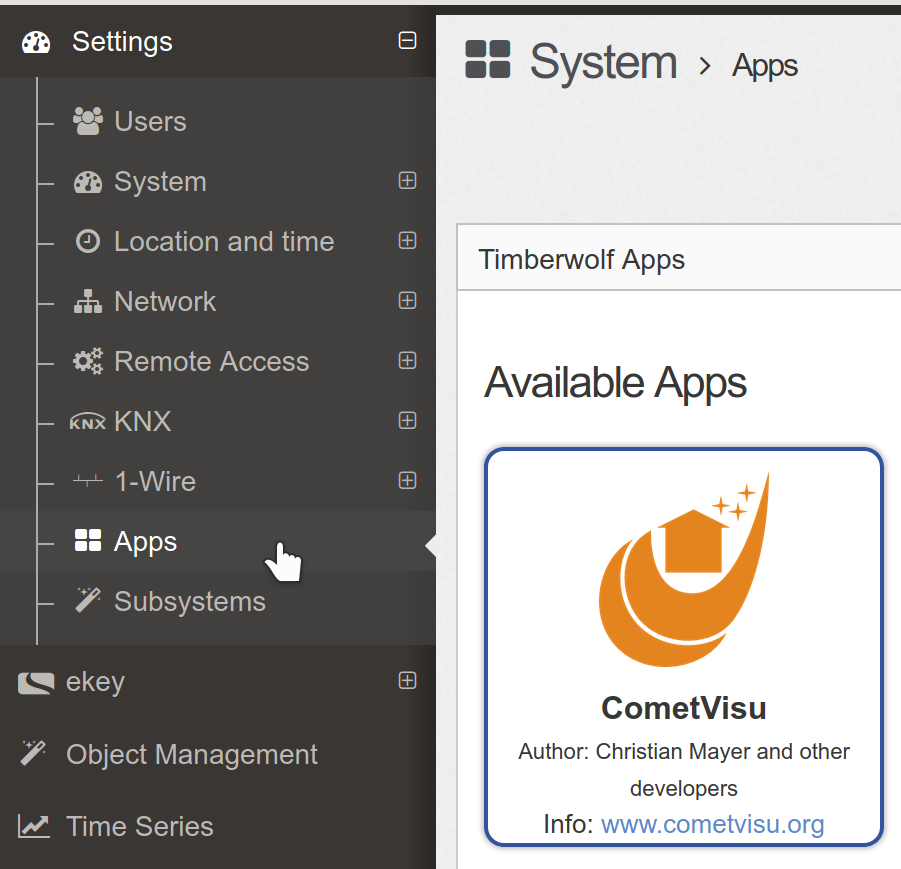 Settings
Users
System
Location and time
Network
Remote Access
KNX KNX
1-Wire
Apps
Subsystems
ekey
Object Management
Time Series
System > Apps
Timberwolf Apps
Available Apps
CometVisu
Author: Christian Mayer and other
developers
Info: www.cometvisu.org